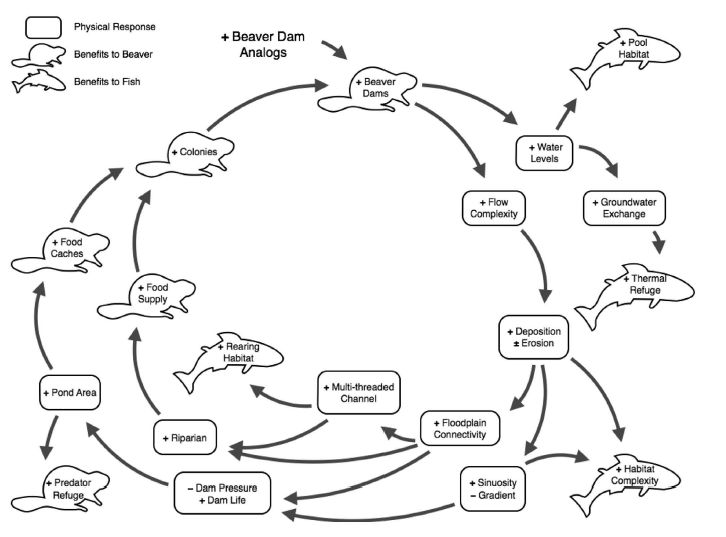 Physical Response
Benefits to Beaver
Benefits to Fish
+ Beaver Dam
Analogs
+ Beaver
Dams
+ Pool
Habitat
+ Water
Levels
+ Colonies
+ Flow
Complexity
+ Groundwater
Exchange
+ Food
Caches
+ Thermal
Refuge
+ Food
Supply
+ Deposition
± Erosion
+ Rearing
Habitat
+ Multi-threaded
Channel
+ Pond Area
+ Floodplain
Connectivity
+ Riparian
+ Predator
Refuge
– Dam Pressure
+ Dam Life
+ Sinuosity
– Gradient
+ Habitat
Complexity